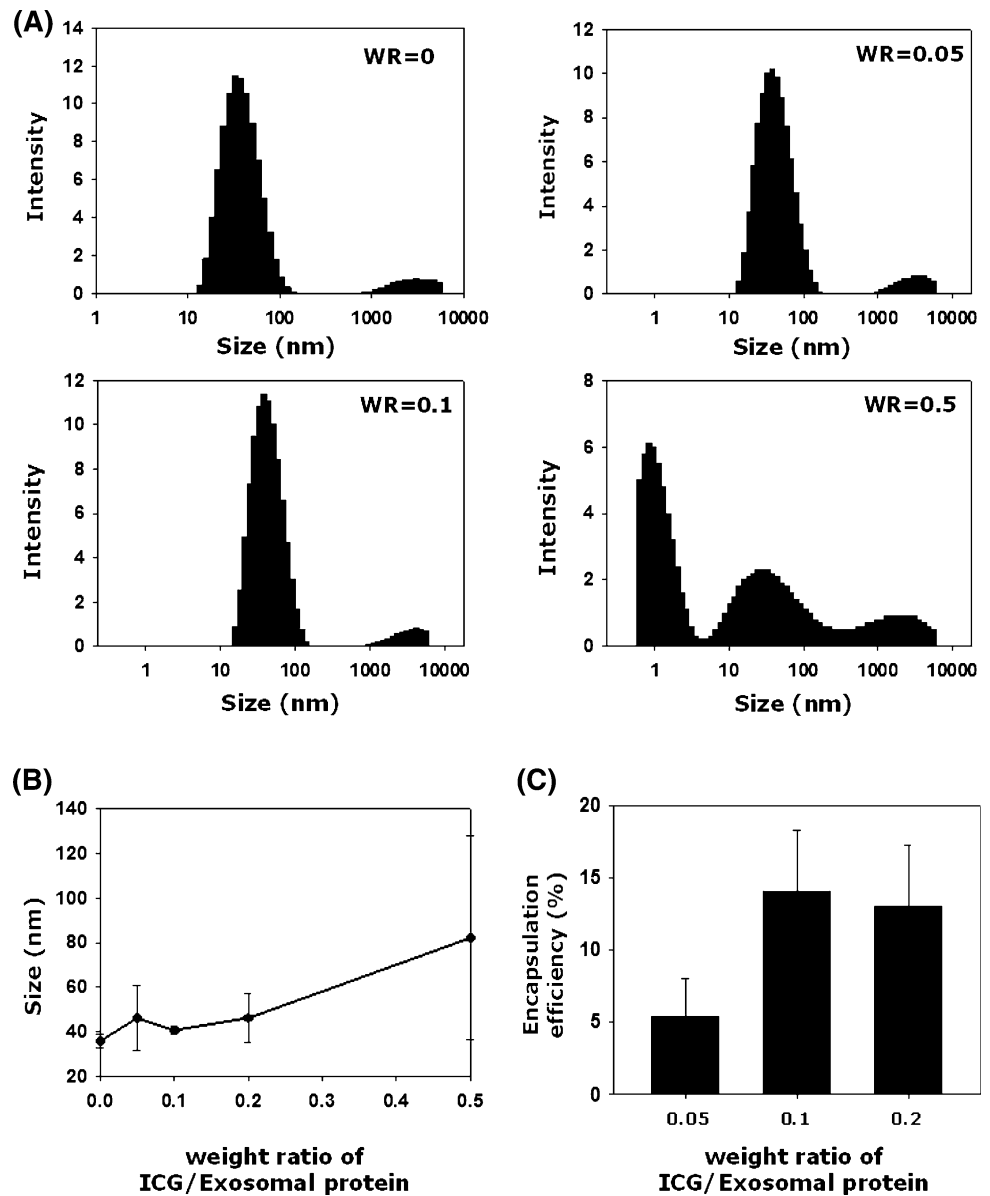 (A)
WR=0
Intensity
14
12
10
8
6
4
2
0
1 10 100 1000 10000
Size (nm)
WR=0.05
Intensity
12
10
8
6
4
2
0
1 10 100 1000 10000
Size (nm)
WR=0.1
Intensity
12
10
8
6
4
2
0
1 10 100 1000 10000
Size (nm)
WR=0.5
Intensity
8
6
4
2
0
1 10 100 1000 10000
Size (nm)
(B)
Size (nm)
140
120
100
80
60
40
20
0.0 0.1 0.2 0.3 0.4 0.5
weight ratio of
ICG/Exosomal protein
(C)
Encapsulation
efficiency (%)
20
15
10
5
0
0.05 0.1 0.2
weight ratio of
ICG/Exosomal protein